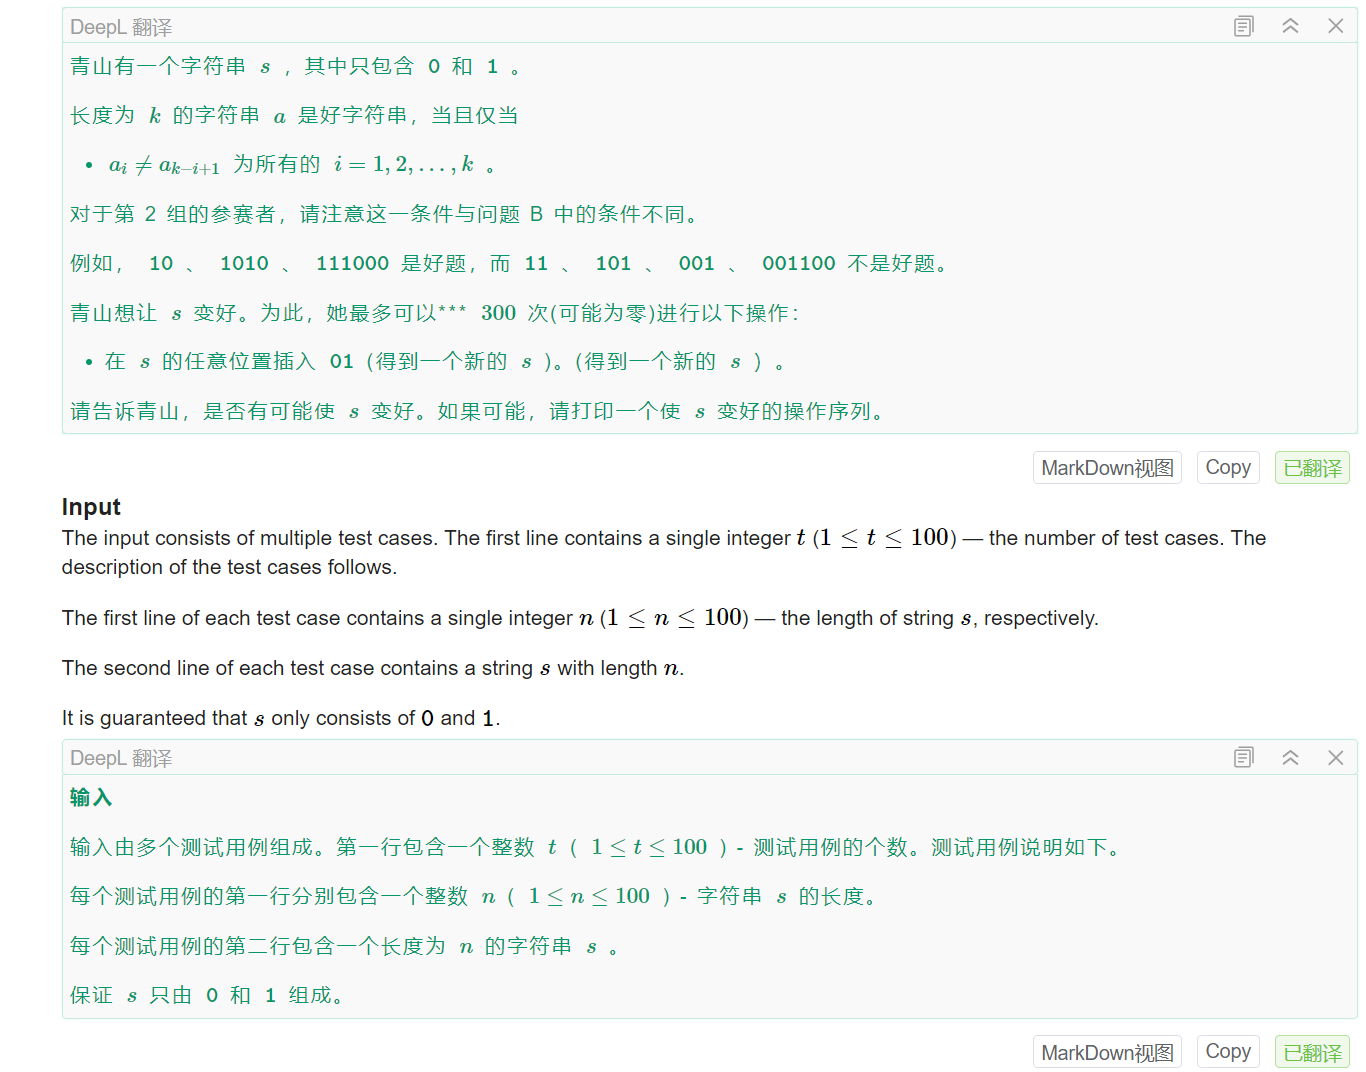 DeepL 翻译
青山有一个字符串 s ，其中只包含 0 和 1 。
长度为 k 的字符串 a 是好字符串，当且仅当
• a_i ≠ a_{k−i+1} 为所有的 i = 1, 2, …, k 。
对于第 2 组的参赛者，请注意这一条件与问题 B 中的条件不同。
例如， 10 、 1010 、 111000 是好题，而 11 、 101 、 001 、 001100 不是好题。
青山想让 s 变好。为此，她最多可以*** 300 次(可能为零)进行以下操作：
• 在 s 的任意位置插入 01 (得到一个新的 s )。(得到一个新的 s ) 。
请告诉青山，是否有可能使 s 变好。如果可能，请打印一个使 s 变好的操作序列。
MarkDown视图 Copy 已翻译
Input
The input consists of multiple test cases. The first line contains a single integer t (1 ≤ t ≤ 100) — the number of test cases. The
description of the test cases follows.
The first line of each test case contains a single integer n (1 ≤ n ≤ 100) — the length of string s, respectively.
The second line of each test case contains a string s with length n.
It is guaranteed that s only consists of 0 and 1.
DeepL 翻译
输入
输入由多个测试用例组成。第一行包含一个整数 t ( 1 ≤ t ≤ 100 ) - 测试用例的个数。测试用例说明如下。
每个测试用例的第一行分别包含一个整数 n ( 1 ≤ n ≤ 100 ) - 字符串 s 的长度。
每个测试用例的第二行包含一个长度为 n 的字符串 s 。
保证 s 只由 0 和 1 组成。
MarkDown视图 Copy 已翻译